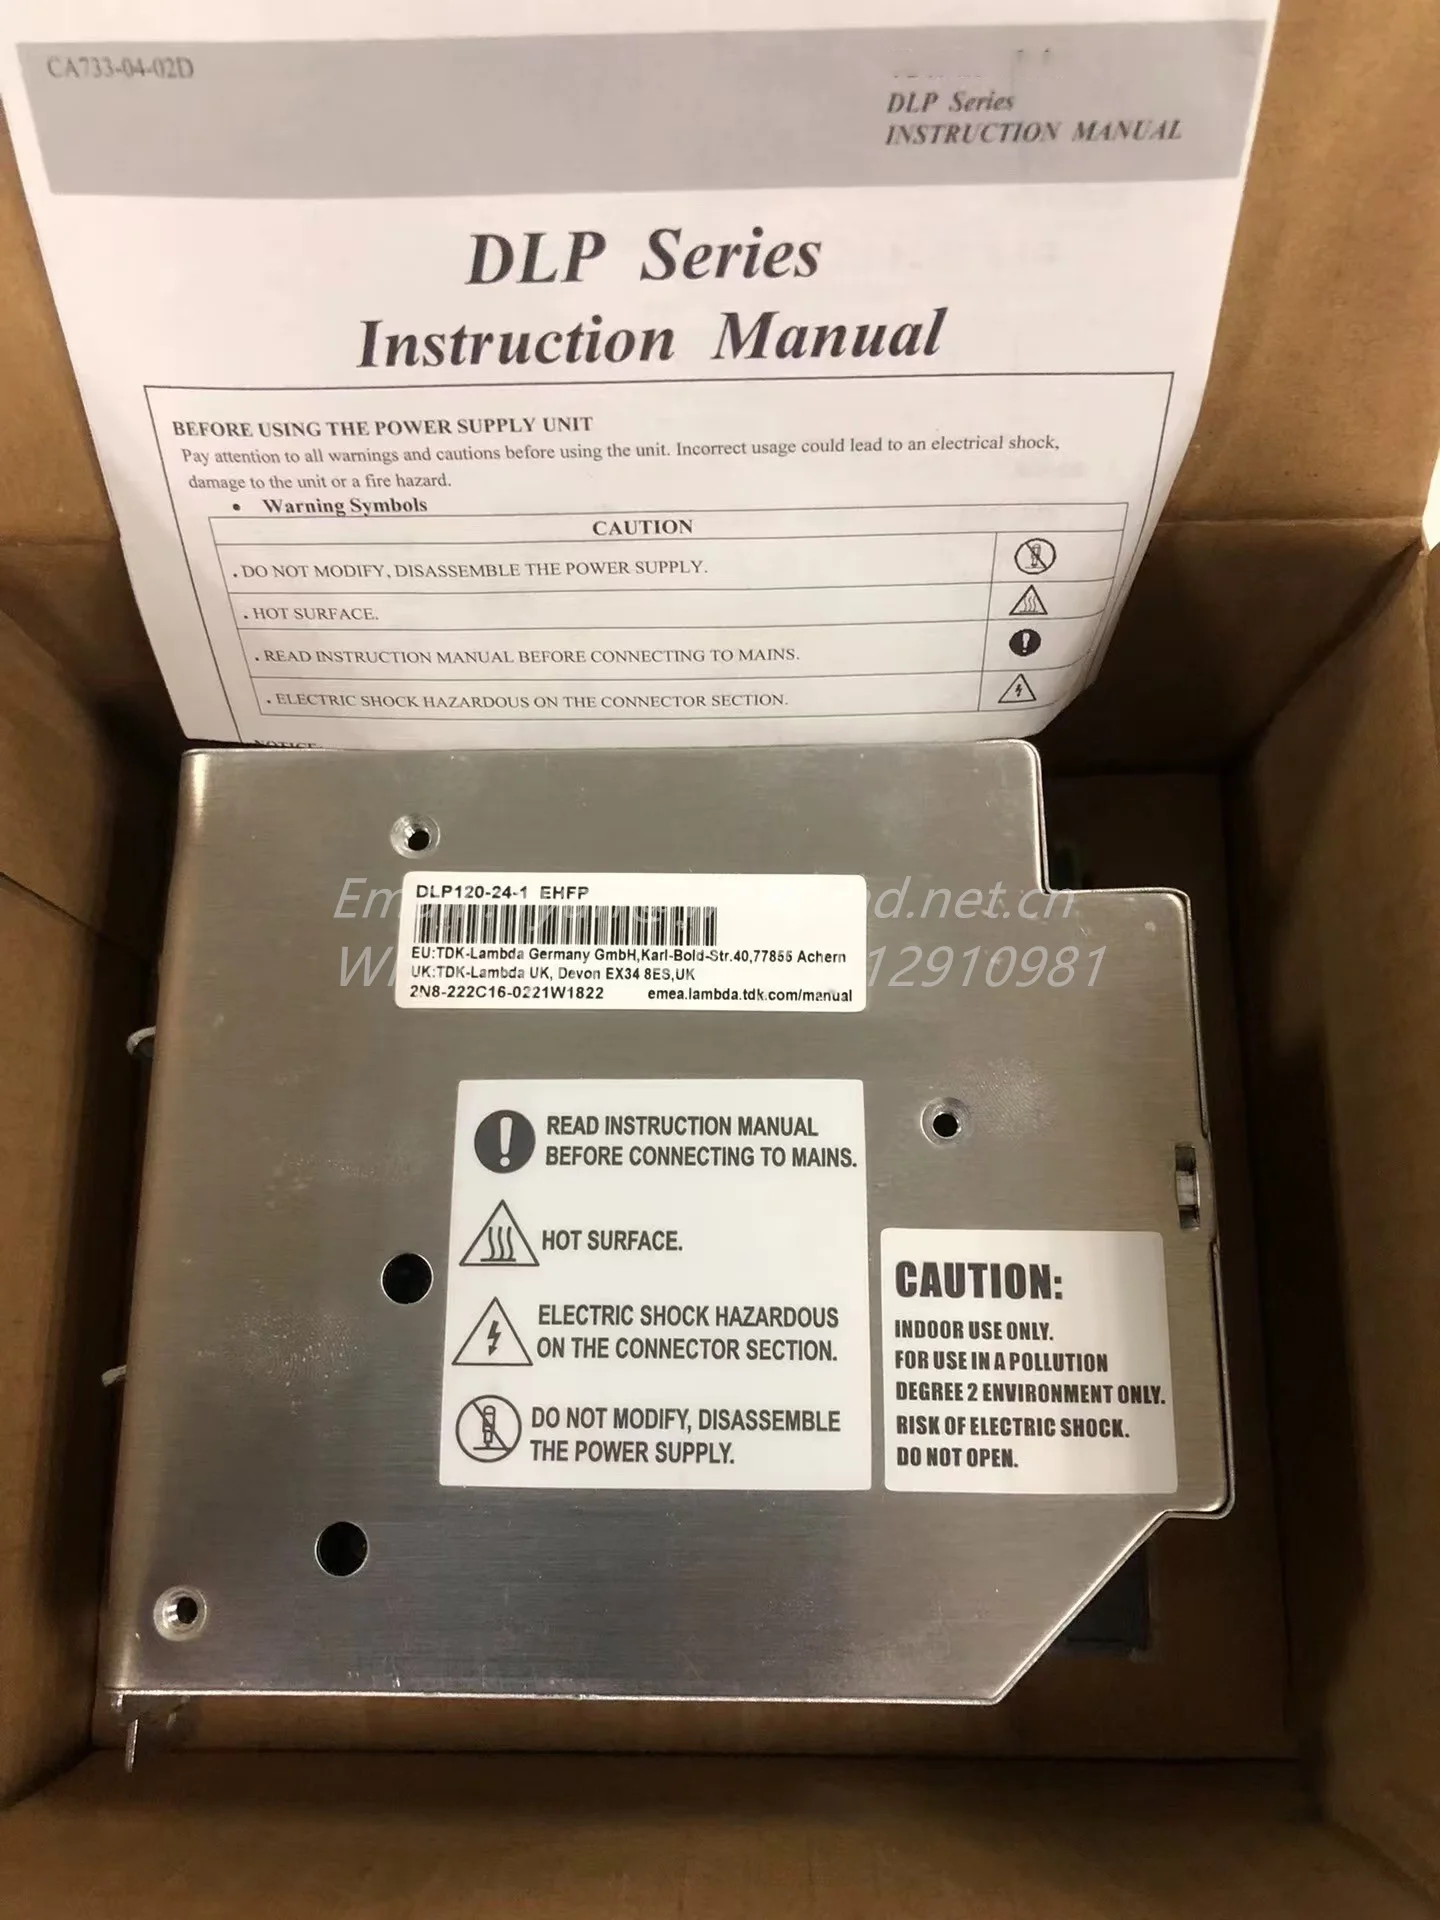 CA733-04-02D
DLP Series
INSTRUCTION MANUAL
DLP Series
Instruction Manual
BEFORE USING THE POWER SUPPLY UNIT
Pay attention to all warnings and cautions before using the unit. Incorrect usage could lead to an electrical shock,
damage to the unit or a fire hazard.
• Warning Symbols
CAUTION
. DO NOT MODIFY, DISASSEMBLE THE POWER SUPPLY.
. HOT SURFACE.
. READ INSTRUCTION MANUAL BEFORE CONNECTING TO MAINS.
. ELECTRIC SHOCK HAZARDOUS ON THE CONNECTOR SECTION.
NOTICE:
DLP120-24-1 EHFP
EU:TDK-Lambda Germany GmbH,Karl-Bold-Str.40,77855 Achern
UK:TDK-Lambda UK, Devon EX34 8ES,UK
2N8-222C16-0221W1822 emea.lambda.tdk.com/manual
d.net.cn
12910981
READ INSTRUCTION MANUAL
BEFORE CONNECTING TO MAINS.
HOT SURFACE.
ELECTRIC SHOCK HAZARDOUS
ON THE CONNECTOR SECTION.
DO NOT MODIFY, DISASSEMBLE
THE POWER SUPPLY.
CAUTION:
INDOOR USE ONLY.
FOR USE IN A POLLUTION
DEGREE 2 ENVIRONMENT ONLY.
RISK OF ELECTRIC SHOCK.
DO NOT OPEN.